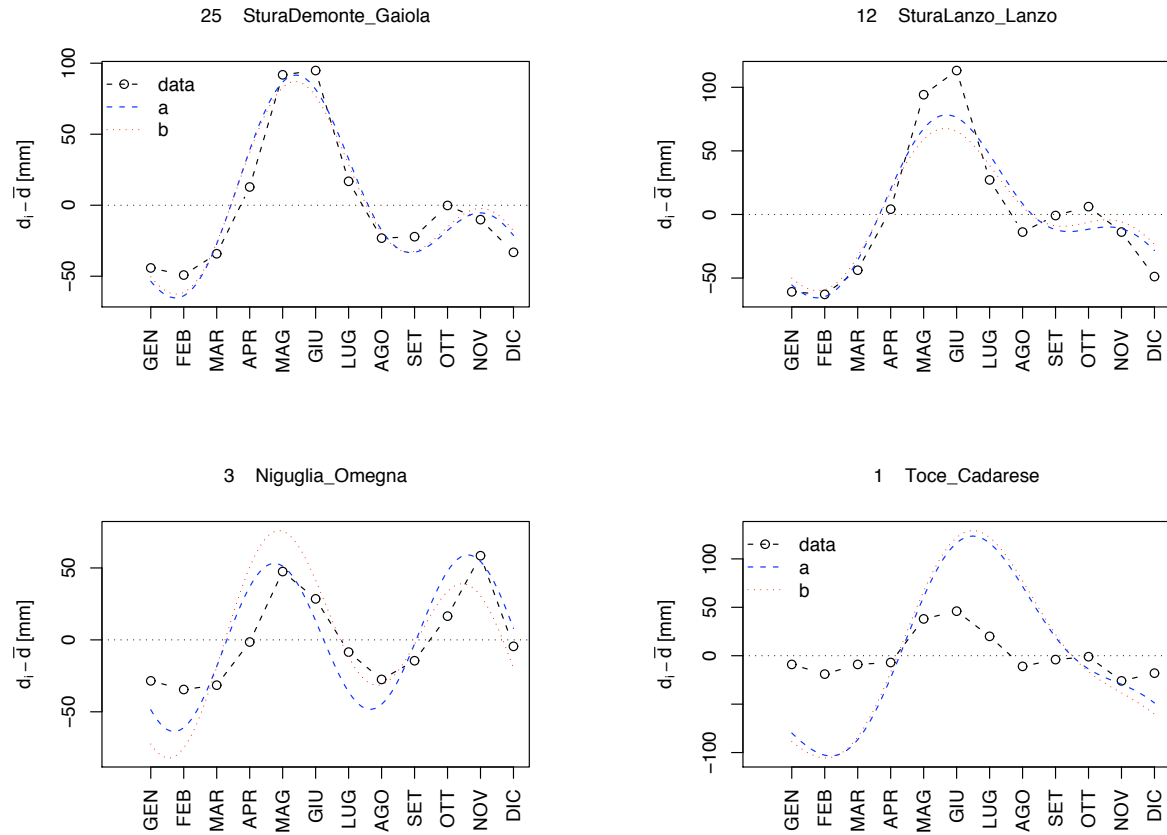 25 SturaDemonte_Gaiola
d̅i − d̅ [mm]
100
50
0
−50
data
a
b
GEN FEB MAR APR MAG GIU LUG AGO SET OTT NOV DIC
12 SturaLanzo_Lanzo
di − d̅ [mm]
100
50
0
−50
GEN FEB MAR APR MAG GIU LUG AGO SET OTT NOV DIC
3 Niguglia_Omegna
di − d̅ [mm]
50
0
−50
GEN FEB MAR APR MAG GIU LUG AGO SET OTT NOV DIC
1 Toce_Cadarese
di − d̅ [mm]
100
50
0
-100
data
a
b
GEN FEB MAR APR MAG GIU LUG AGO SET OTT NOV DIC